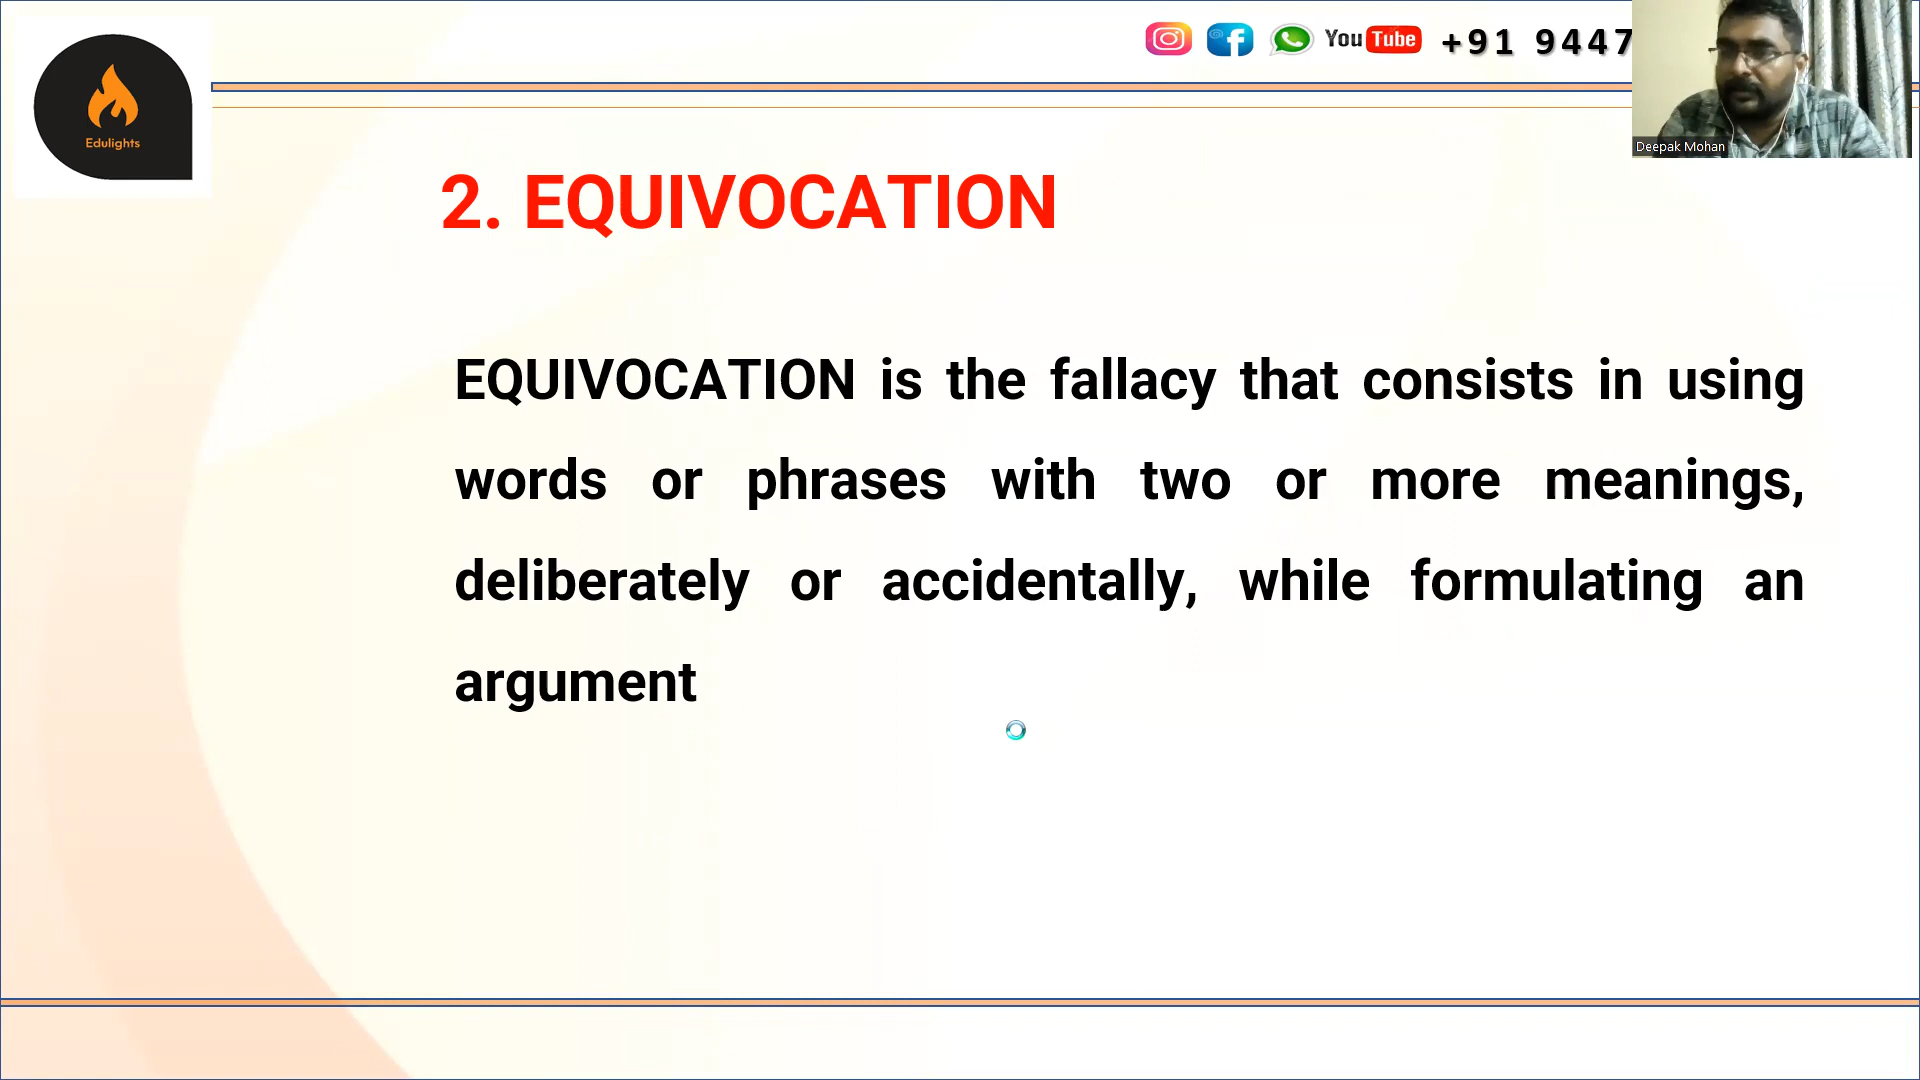 You Tube +91 9447
Deepak Mohan
Edulights
2. EQUIVOCATION
EQUIVOCATION is the fallacy that consists in using
words or phrases with two or more meanings,
deliberately or accidentally, while formulating an
argument